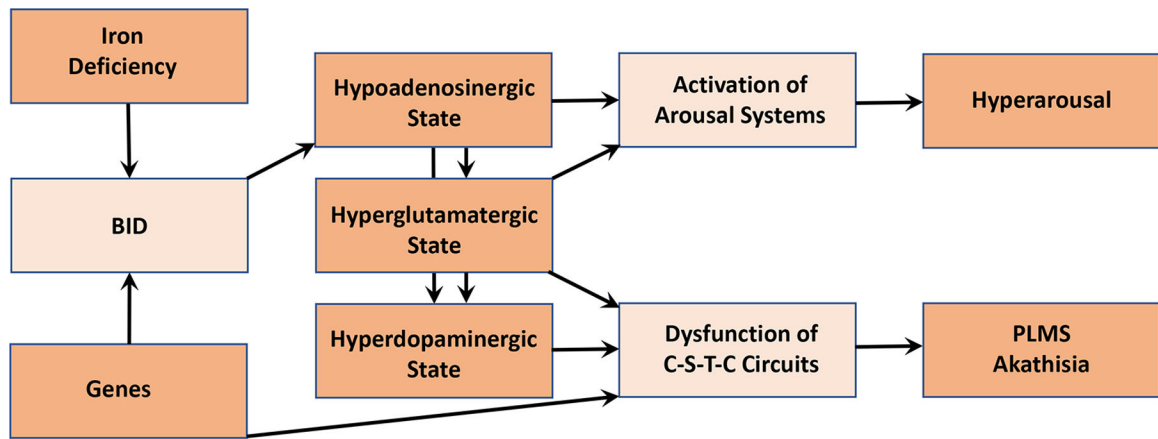 Iron
Deficiency
BID
Genes
Hypoadenosinergic
State
Hyperglutamatergic
State
Hyperdopaminergic
State
Activation of
Arousal Systems
Dysfunction of
C-S-T-C Circuits
Hyperarousal
PLMS
Akathisia